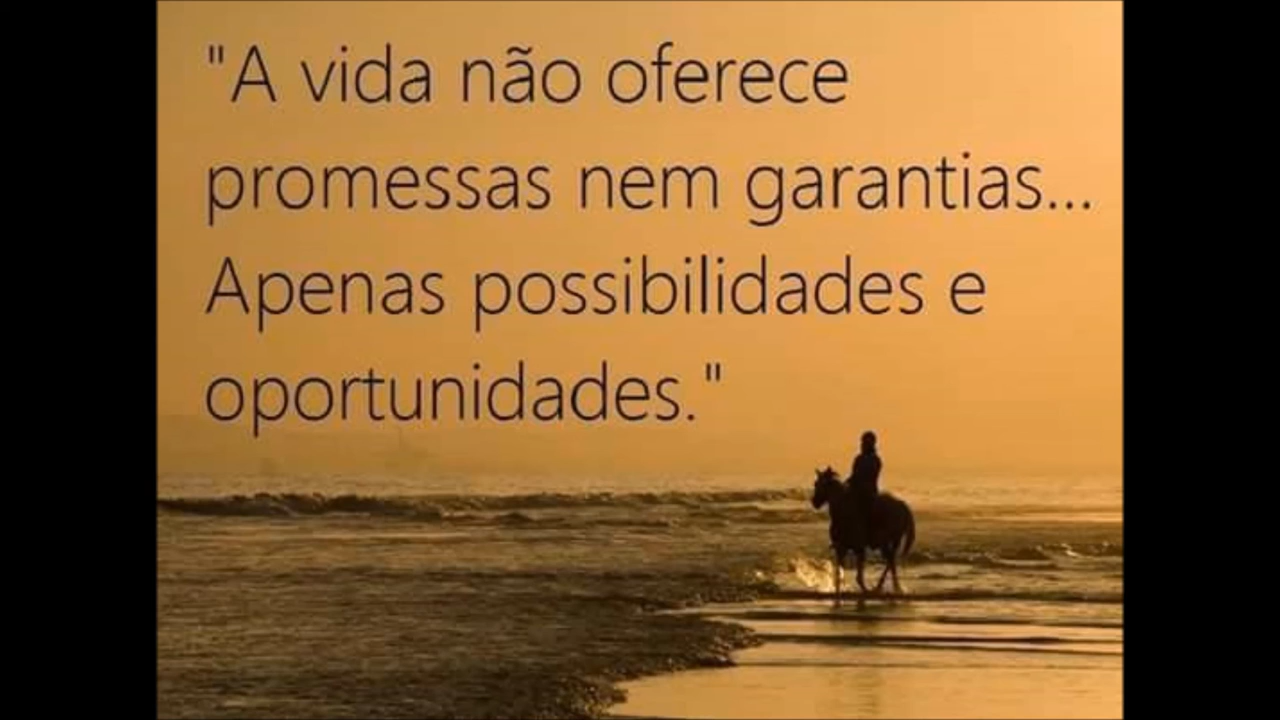 "A vida não oferece
promessas nem garantias...
Apenas possibilidades e
oportunidades."